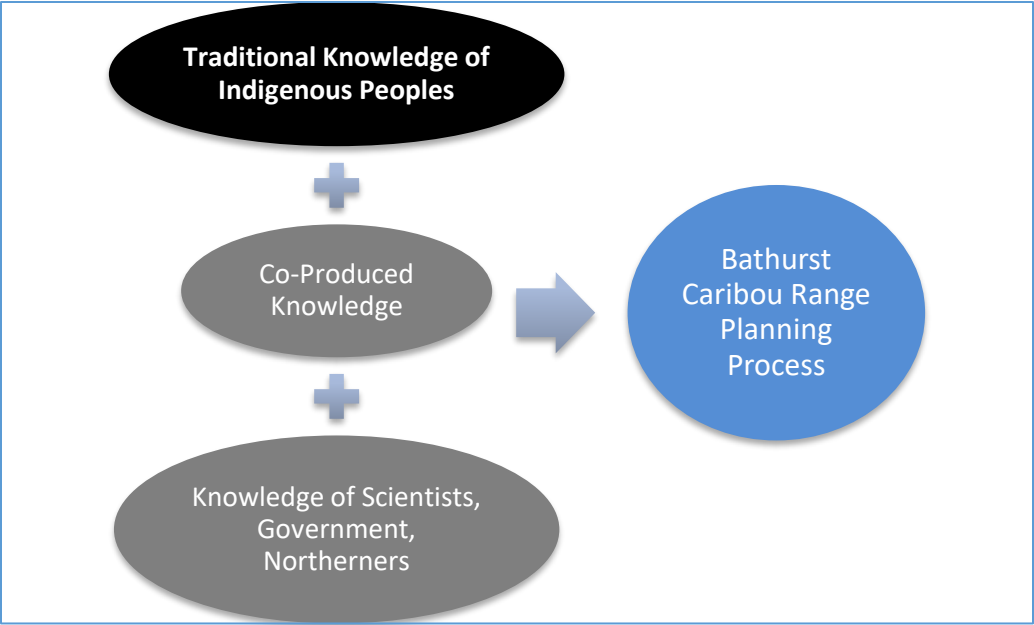 Traditional Knowledge of
Indigenous Peoples
Co-Produced
Knowledge
Knowledge of Scientists,
Government,
Northerners
Bathurst
Caribou Range
Planning
Process